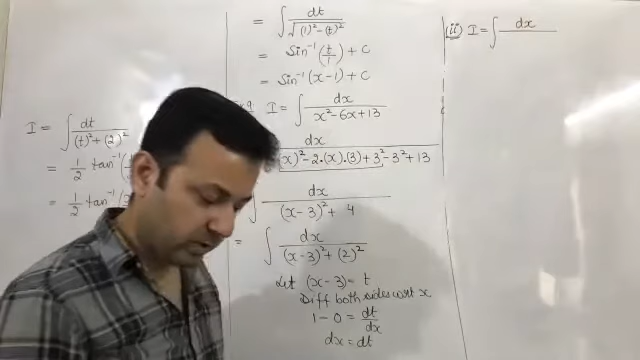 = ∫ dt / √((1)² - (t)²)
= Sin⁻¹(t/1) + C
= Sin⁻¹(x-1) + C
I = ∫ dx / (x² - 6x + 13)
dx / x)² - 2·(x)·(3) + 3² - 3² + 13
∫ dx / ((x-3)² + 4)
= ∫ dx / ((x-3)² + (2)²)
Let (x-3) = t
Diff both sides wrt x
1 - 0 = dt/dx
dx = dt
I = ∫ dt / ((t)² + (2)²
= 1/2 tan⁻¹(
= 1/2 tan⁻¹(
(ii) I = ∫ dx